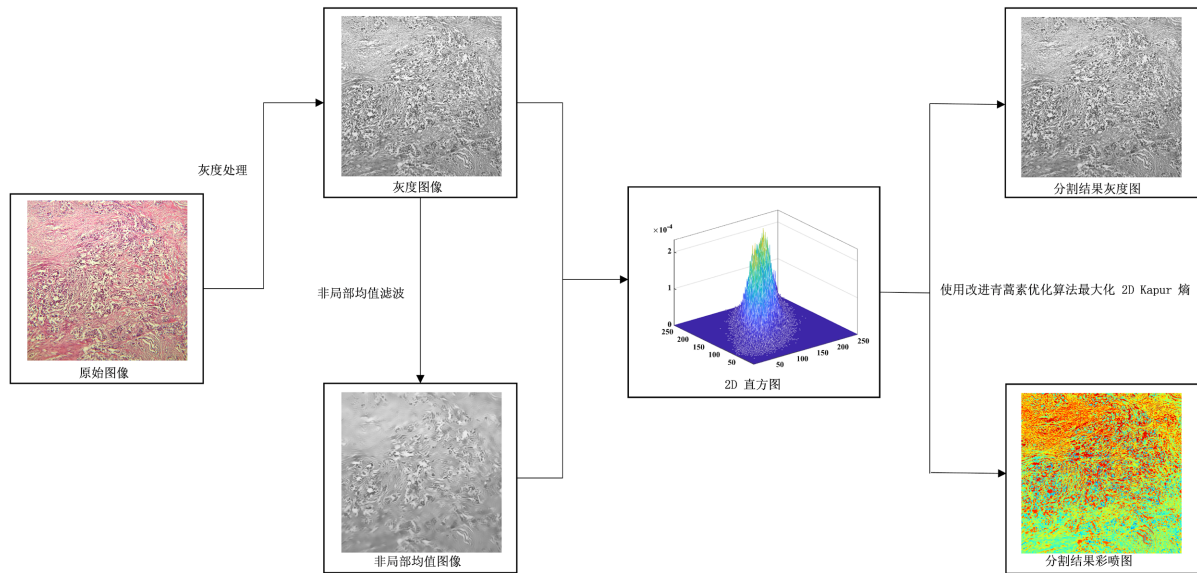 原始图像
灰度处理
灰度图像
非局部均值滤波
非局部均值图像
×10⁻⁴
2
1
0
250
200
150
100
50
50
100
150
200
250
2D 直方图
使用改进青蒿素优化算法最大化 2D Kapur 熵
分割结果灰度图
分割结果彩喷图